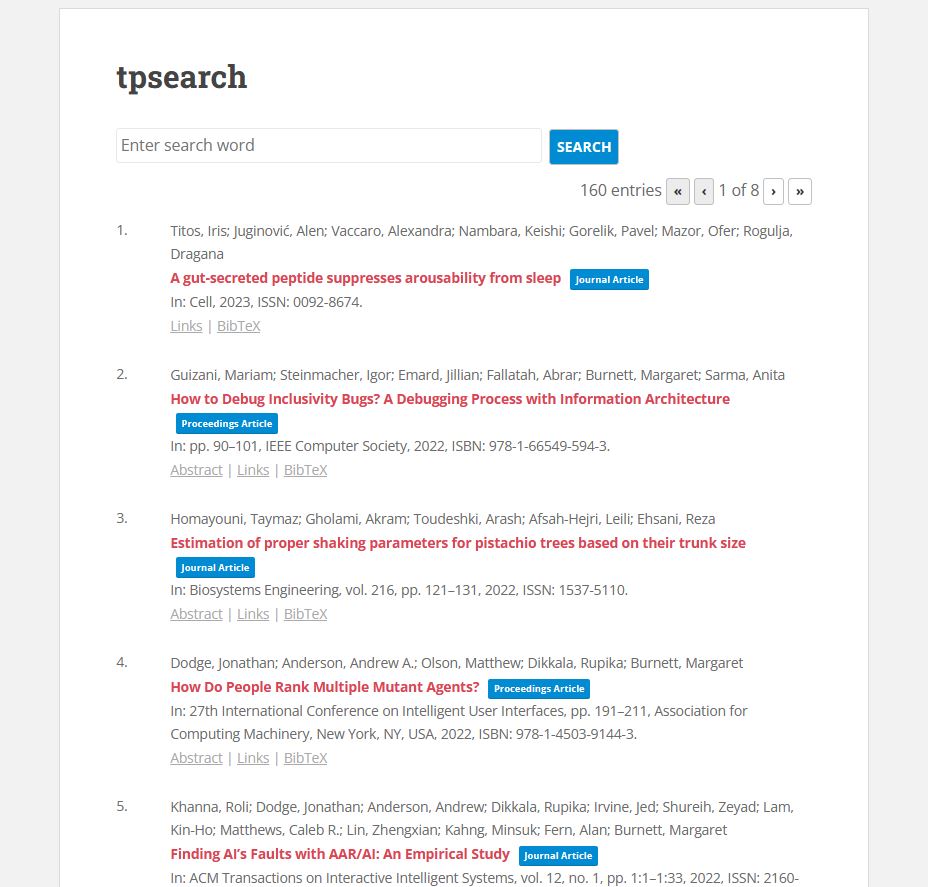 tpsearch
Enter search word
SEARCH
160 entries « ‹ 1 of 8 › »
1.
Titos, Iris; Juginović, Alen; Vaccaro, Alexandra; Nambara, Keishi; Gorelik, Pavel; Mazor, Ofer; Rogulja,
Dragana
A gut-secreted peptide suppresses arousability from sleep Journal Article
In: Cell, 2023, ISSN: 0092-8674.
Links | BibTeX
2.
Guizani, Mariam; Steinmacher, Igor; Emard, Jillian; Fallatah, Abrar; Burnett, Margaret; Sarma, Anita
How to Debug Inclusivity Bugs? A Debugging Process with Information Architecture
Proceedings Article
In: pp. 90–101, IEEE Computer Society, 2022, ISBN: 978-1-66549-594-3.
Abstract | Links | BibTeX
3.
Homayouni, Taymaz; Gholami, Akram; Toudeshki, Arash; Afsah-Hejri, Leili; Ehsani, Reza
Estimation of proper shaking parameters for pistachio trees based on their trunk size
Journal Article
In: Biosystems Engineering, vol. 216, pp. 121–131, 2022, ISSN: 1537-5110.
Abstract | Links | BibTeX
4.
Dodge, Jonathan; Anderson, Andrew A.; Olson, Matthew; Dikkala, Rupika; Burnett, Margaret
How Do People Rank Multiple Mutant Agents? Proceedings Article
In: 27th International Conference on Intelligent User Interfaces, pp. 191–211, Association for
Computing Machinery, New York, NY, USA, 2022, ISBN: 978-1-4503-9144-3.
Abstract | Links | BibTeX
5.
Khanna, Roli; Dodge, Jonathan; Anderson, Andrew; Dikkala, Rupika; Irvine, Jed; Shureih, Zeyad; Lam,
Kin-Ho; Matthews, Caleb R.; Lin, Zhengxian; Kahng, Minsuk; Fern, Alan; Burnett, Margaret
Finding AI's Faults with AAR/AI: An Empirical Study Journal Article
In: ACM Transactions on Interactive Intelligent Systems, vol. 12, no. 1, pp. 1:1–1:33, 2022, ISSN: 2160-